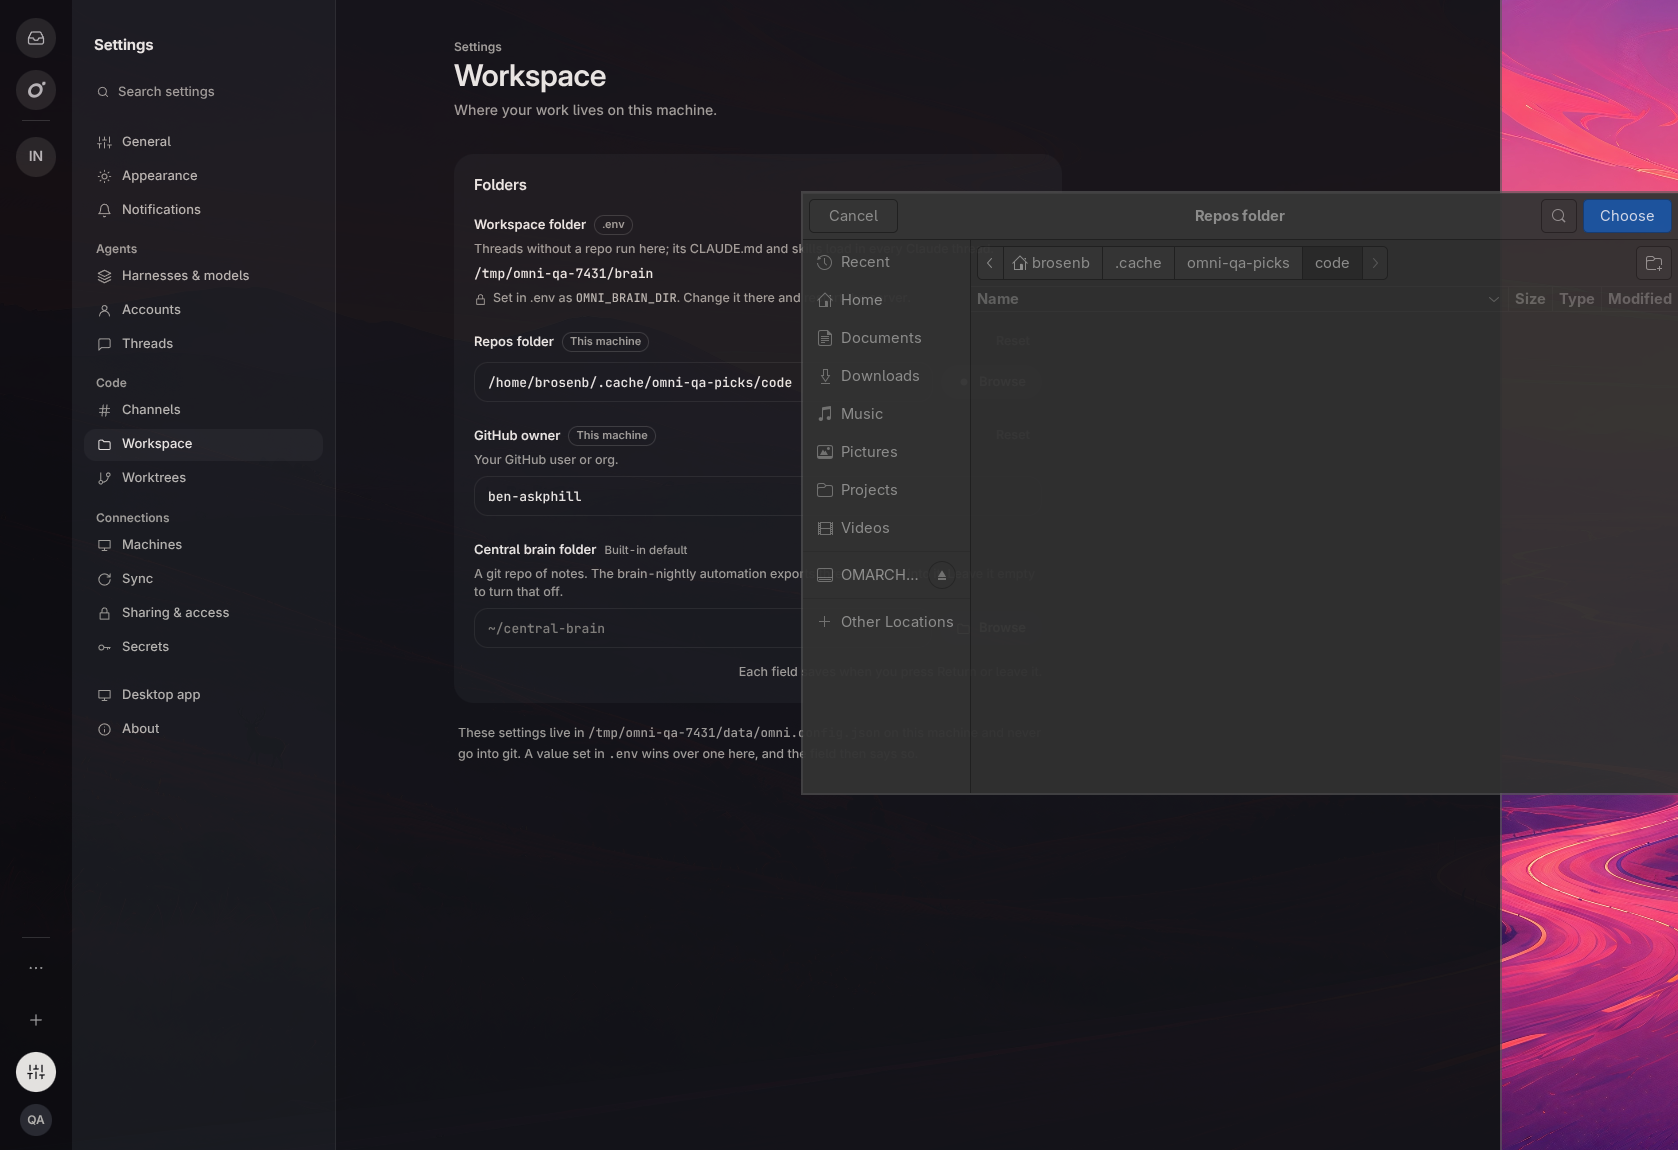 Settings
Search settings
General
Appearance
Notifications
Agents
Harnesses & models
Accounts
Threads
Code
Channels
Workspace
Worktrees
Connections
Machines
Sync
Sharing & access
Secrets
Desktop app
About
IN
QA
Settings
Workspace
Where your work lives on this machine.
Folders
Workspace folder .env
Threads without a repo run here; its CLAUDE.md and
/tmp/omni-qa-7431/brain
Set in .env as OMNI_BRAIN_DIR. Change it there and
Repos folder This machine
Reset
/home/brosenb/.cache/omni-qa-picks/code
Browse
GitHub owner This machine
Reset
Your GitHub user or org.
ben-askphill
Central brain folder Built-in default
A git repo of notes. The brain-nightly automation
to turn that off.
~/central-brain
Browse
Each field
These settings live in /tmp/omni-qa-7431/data/omni.
go into git. A value set in .env wins over one here, and the
Cancel
Repos folder
Choose
Recent
Home
Documents
Downloads
Music
Pictures
Projects
Videos
OMARCH...
Other Locations
brosenb .cache omni-qa-picks code
Name Size Type Modified